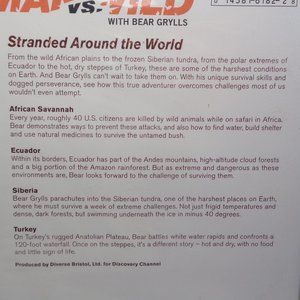 MAN VS. WILD
WITH BEAR GRYLLS
Stranded Around the World
From the wild African plains to the frozen Siberian tundra, from the polar extremes of
Ecuador to the hot, dry steppes of Turkey, these are some of the harshest conditions
on Earth. And Bear Grylls can't wait to take them on. With his unique survival skills and
dogged perseverance, see how this true adventurer overcomes challenges most of us
wouldn't even attempt.
African Savannah
Every year, roughly 40 U.S. citizens are killed by wild animals while on safari in Africa.
Bear demonstrates ways to prevent these attacks, and also how to find water, build shelter
and use natural medicines to survive the untamed bush.
Ecuador
Within its borders, Ecuador has part of the Andes mountains, high-altitude cloud forests
and a big portion of the Amazon rainforest. But as extreme and dangerous as these
environments are, Bear looks forward to the challenge of surviving them.
Siberia
Bear Grylls parachutes into the Siberian tundra, one of the harshest places on Earth,
where he must survive a week of extreme challenges. Not just frigid temperatures and
dense, dark forests, but swimming underneath the ice in minus 40 degrees.
Turkey
On Turkey's rugged Anatolian Plateau, Bear battles white water rapids and confronts a
120-foot waterfall. Once on the steppes, it's a different story – hot and dry, with no food
and little sign of life.
Produced by Diverse Bristol, Ltd. for Discovery Channel